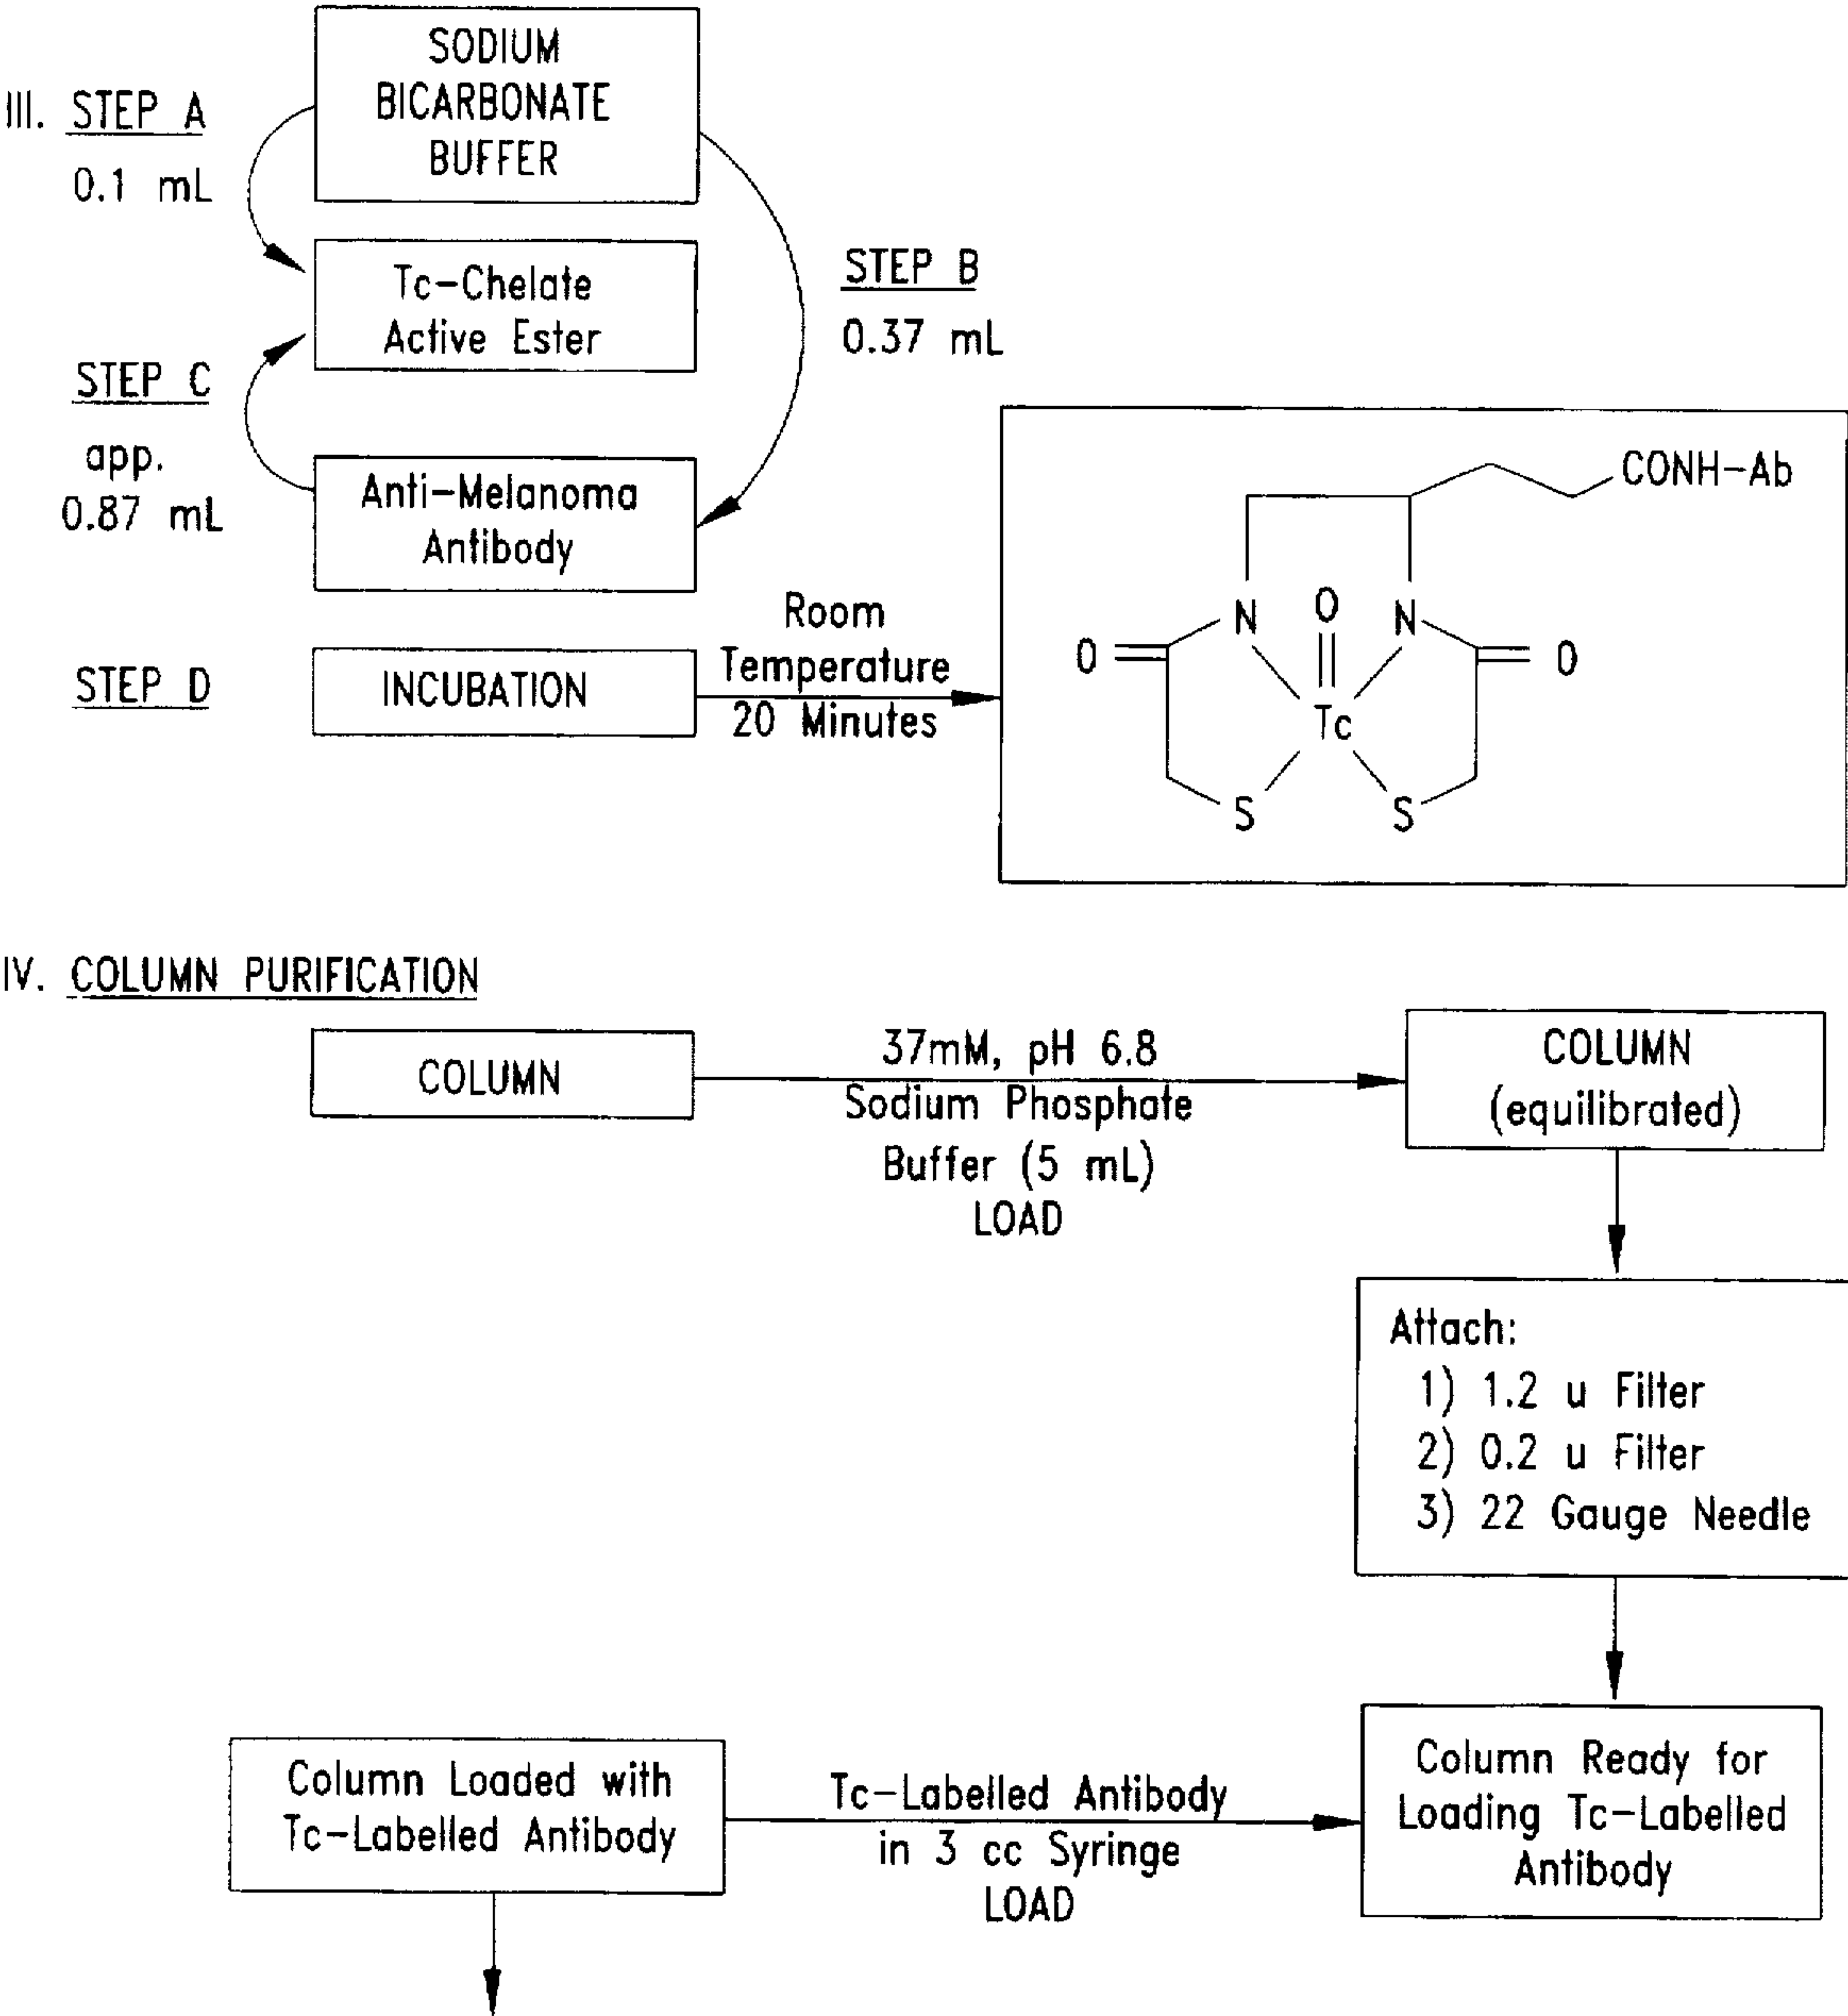 III. STEP A
0.1 mL
SODIUM
BICARBONATE
BUFFER
Tc-Chelate
Active Ester
STEP B
0.37 mL
STEP C
app.
0.87 mL
Anti-Melanoma
Antibody
STEP D
INCUBATION
Room
Temperature
20 Minutes
CONH-Ab
N
O
N
O
O
Tc
S
S
IV. COLUMN PURIFICATION
COLUMN
37mM, pH 6.8
Sodium Phosphate
Buffer (5 mL)
LOAD
COLUMN
(equilibrated)
Attach:
1) 1.2 u Filter
2) 0.2 u Filter
3) 22 Gauge Needle
Column Loaded with
Tc-Labelled Antibody
Tc-Labelled Antibody
in 3 cc Syringe
LOAD
Column Ready for
Loading Tc-Labelled
Antibody